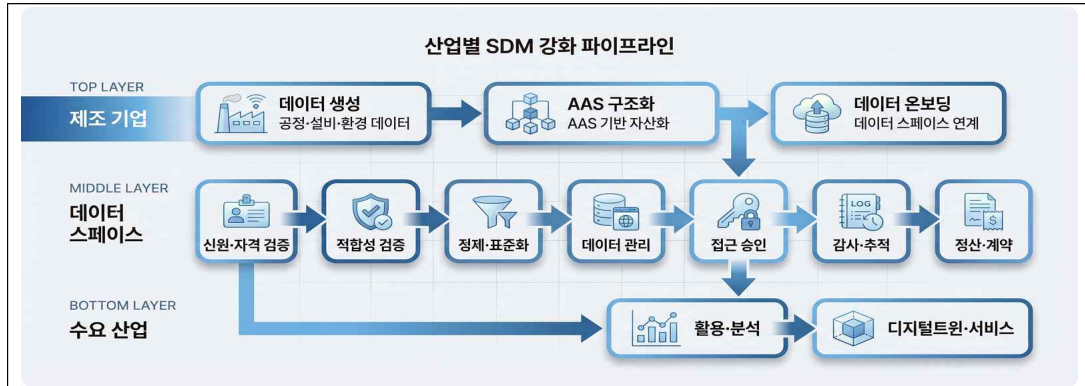 산업별 SDM 강화 파이프라인
TOP LAYER
제조 기업
데이터 생성
공정·설비·환경 데이터
AAS 구조화
AAS 기반 자산화
데이터 온보딩
데이터 스페이스 연계
MIDDLE LAYER
데이터
스페이스
신원·자격 검증
적합성 검증
정제·표준화
데이터 관리
접근 승인
LOG
감사·추적
$
정산·계약
BOTTOM LAYER
수요 산업
활용·분석
디지털트윈·서비스